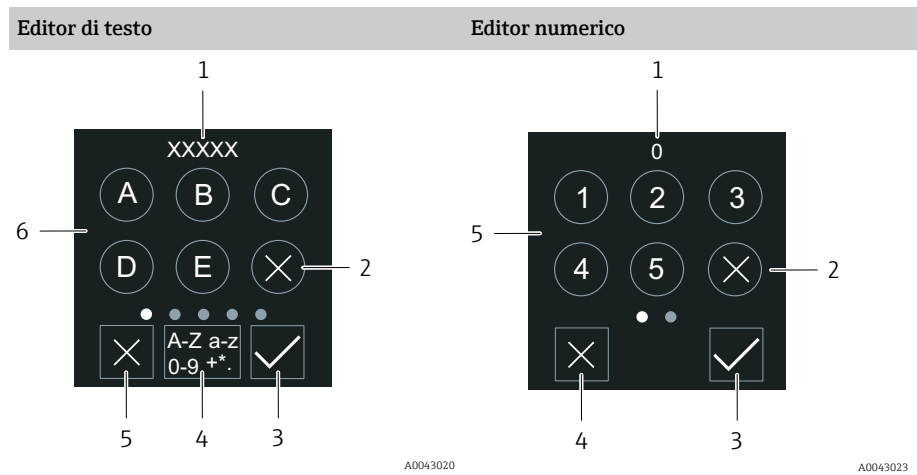 Editor di testo Editor numerico
1 1
XXXXX 0
A B C 1 2 3
6 5
D E 2 4 5 2
A-Z a-z
0-9 +*.
5 4 3 4 3
A0043020 A0043023